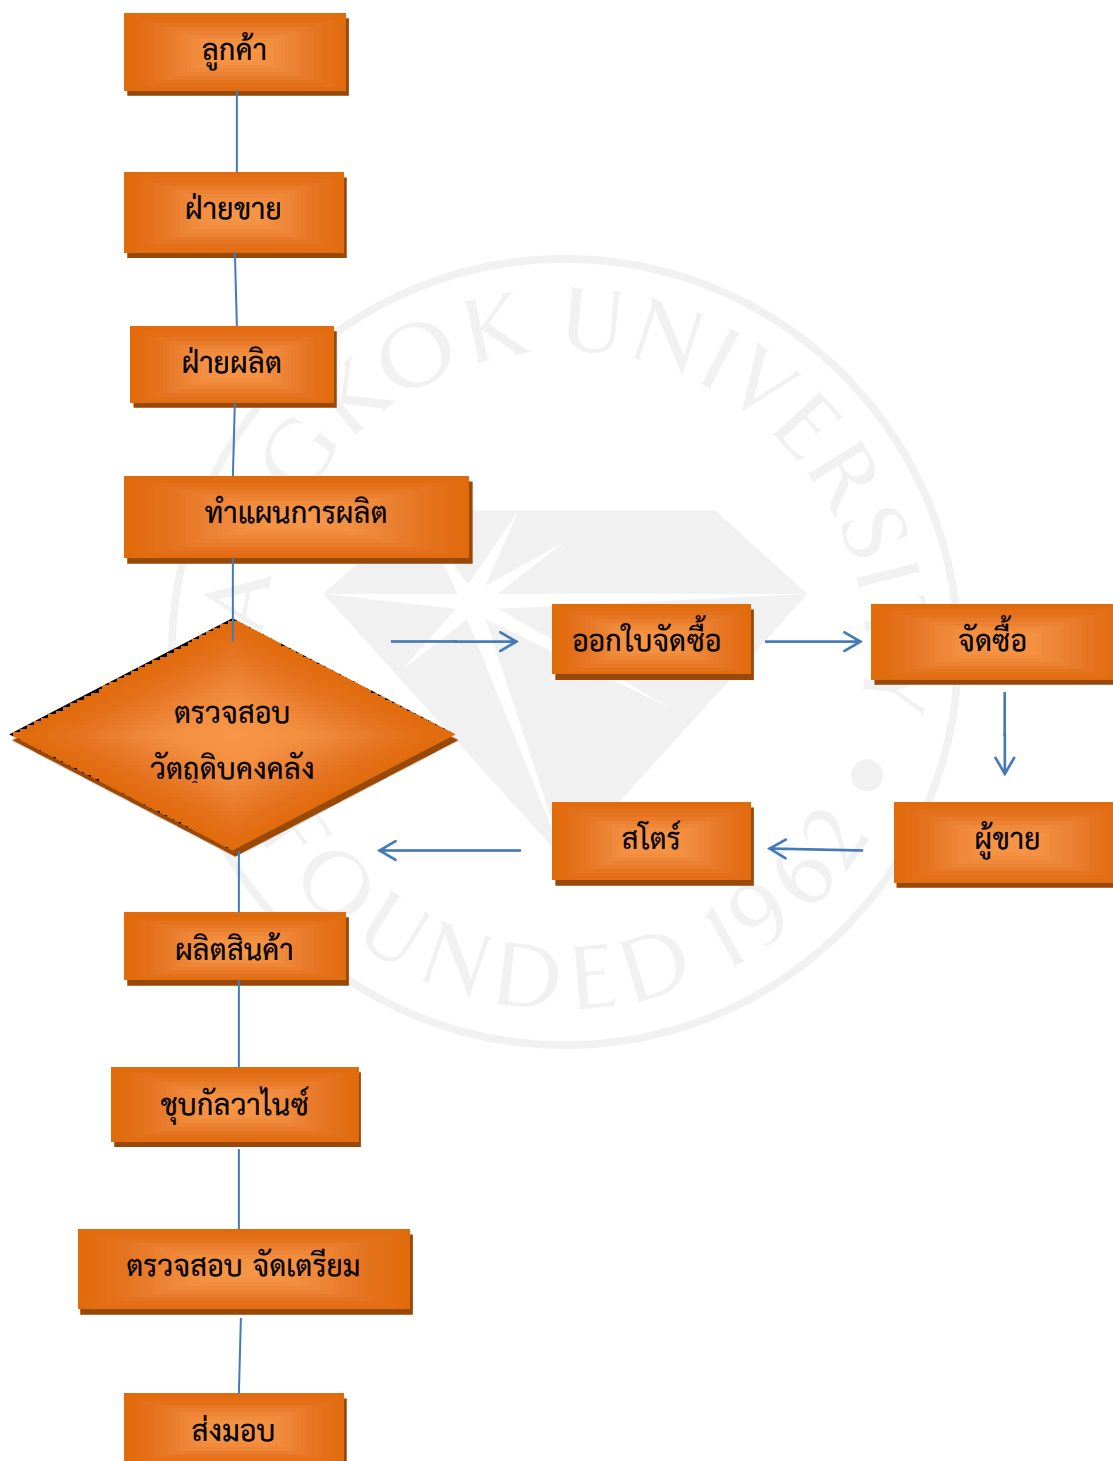 ลูกค้า
ฝ่ายขาย
ฝ่ายผลิต
ทำแผนการผลิต
ออกใบจัดซื้อ
จัดซื้อ
ตรวจสอบ
วัตถุดิบคงคลัง
สโตร์
ผู้ขาย
ผลิตสินค้า
ชุบกัลวาไนซ์
ตรวจสอบ จัดเตรียม
ส่งมอบ
BANGKOK UNIVERSITY
FOUNDED 1962